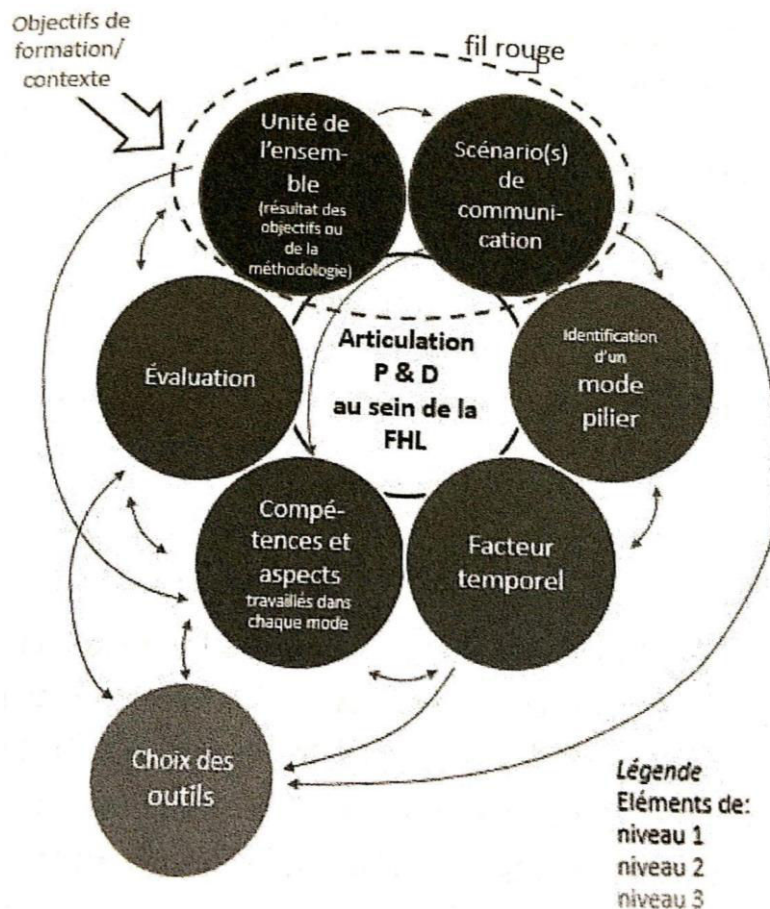 Objectifs de
formation/
contexte
fil rouge
Unité de
l'ensem-
ble
(résultat des
objectifs ou
de la
méthodologie)
Scénario(s)
de
communi-
cation
Évaluation
Articulation
P & D
au sein de la
FHL
Identification
d'un
mode
pilier
Compé-
tences et
aspects
travaillés dans
chaque mode
Facteur
temporel
Choix des
outils
Légende
Eléments de:
niveau 1
niveau 2
niveau 3